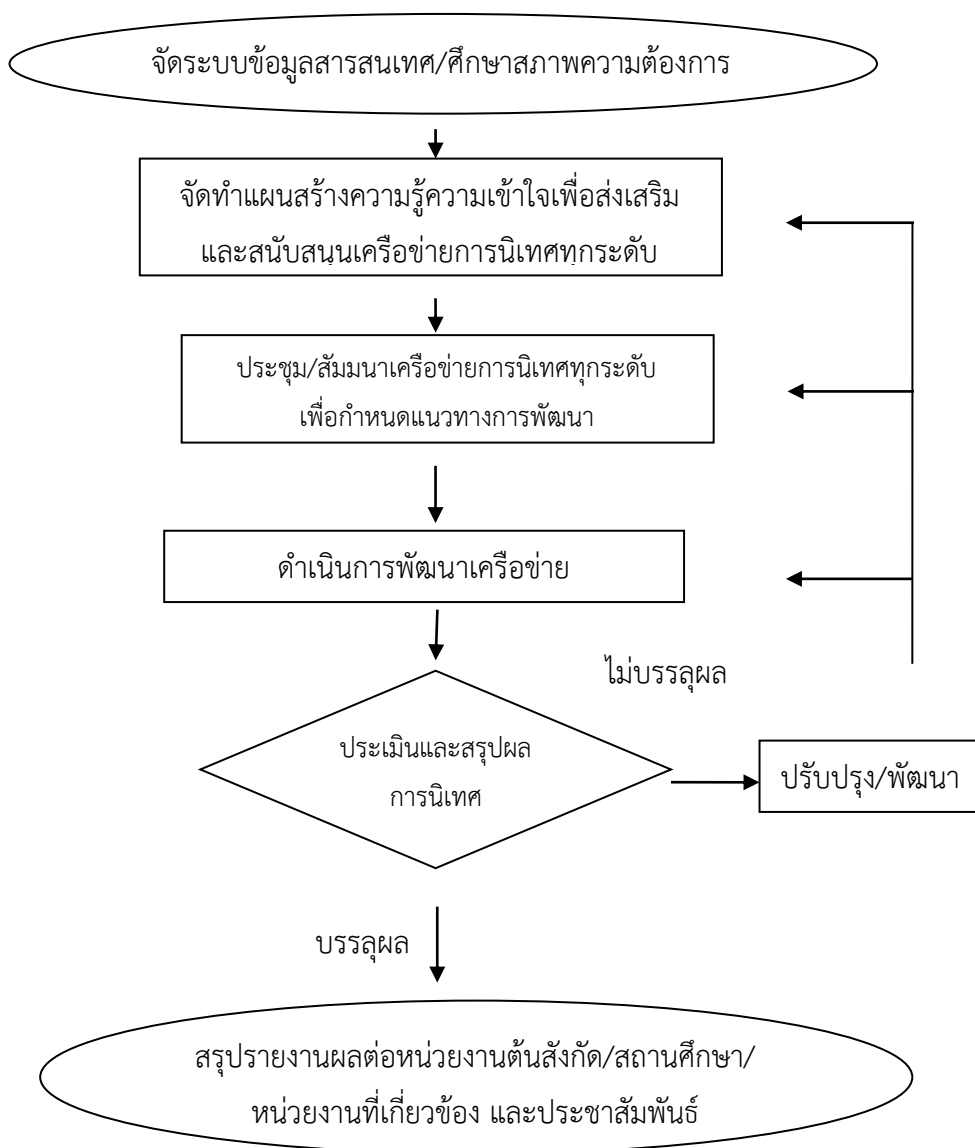 จัดระบบข้อมูลสารสนเทศ/ศึกษาสภาพความต้องการ
จัดทำแผนสร้างความรู้ความเข้าใจเพื่อส่งเสริม
และสนับสนุนเครือข่ายการนิเทศทุกระดับ
ประชุม/สัมมนาเครือข่ายการนิเทศทุกระดับ
เพื่อกำหนดแนวทางการพัฒนา
ดำเนินการพัฒนาเครือข่าย
ไม่บรรลุผล
ประเมินและสรุปผล
การนิเทศ
ปรับปรุง/พัฒนา
บรรลุผล
สรุปรายงานผลต่อหน่วยงานต้นสังกัด/สถานศึกษา/
หน่วยงานที่เกี่ยวข้อง และประชาสัมพันธ์